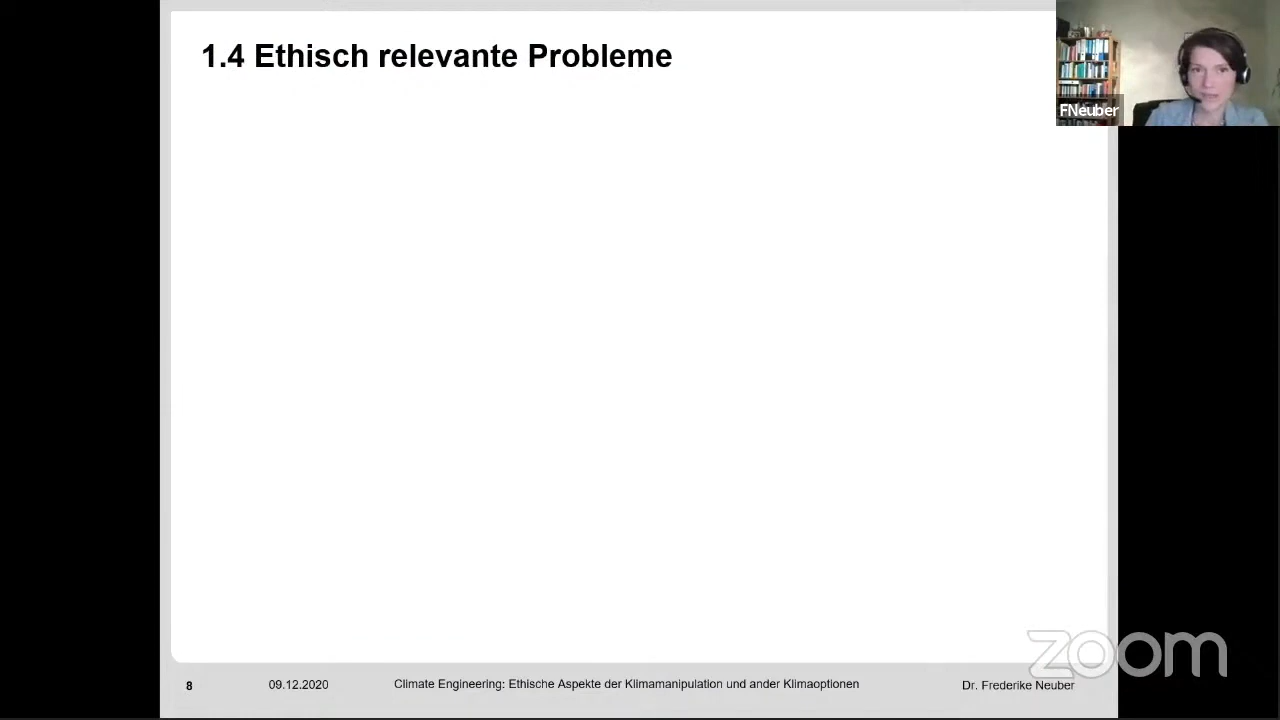 1.4 Ethisch relevante Probleme
FNeuber
zoom
8 09.12.2020 Climate Engineering: Ethische Aspekte der Klimamanipulation und ander Klimaoptionen Dr. Frederike Neuber